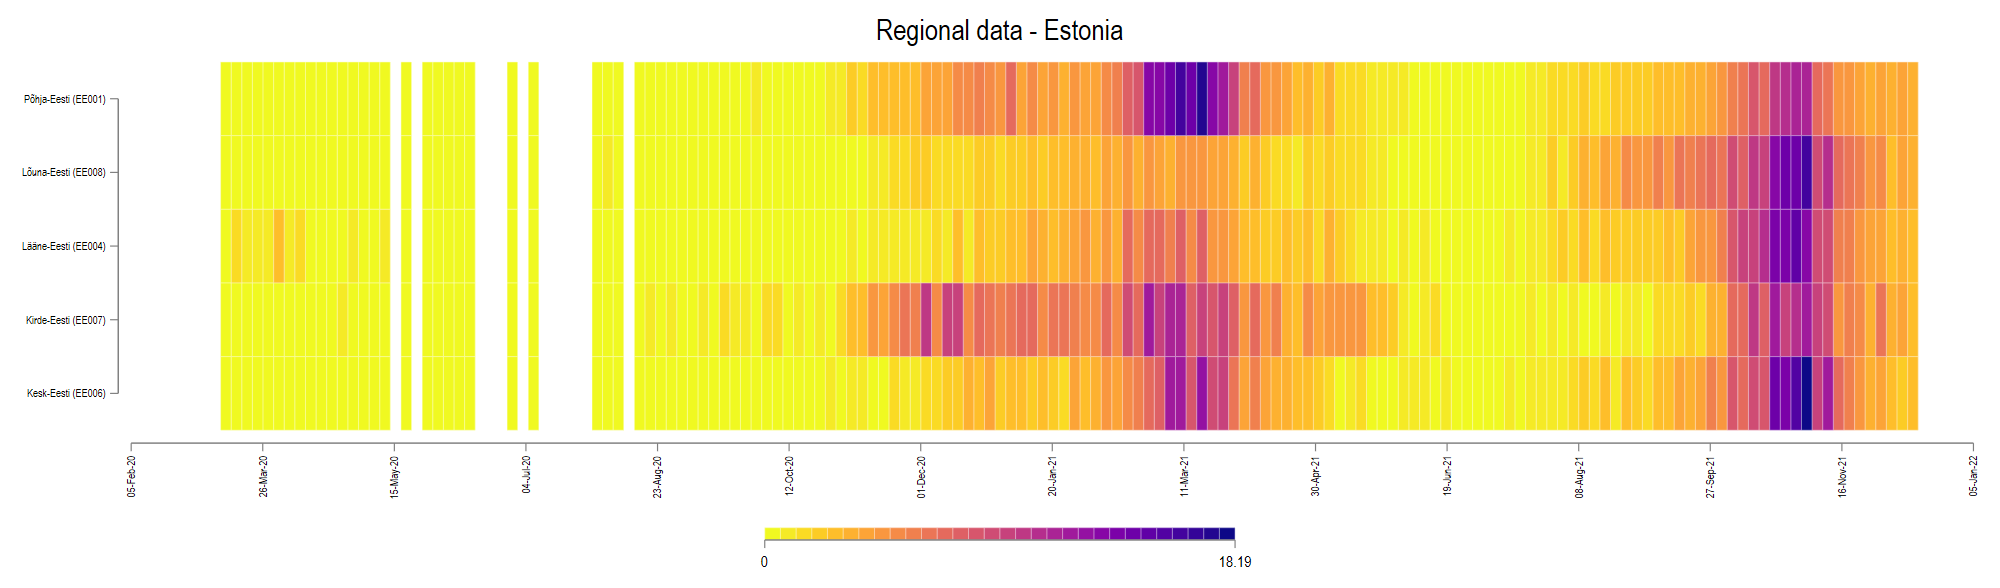 Regional data - Estonia
Põhja-Eesti (EE001)
Lõuna-Eesti (EE008)
Lääne-Eesti (EE004)
Kirde-Eesti (EE007)
Kesk-Eesti (EE006)
05-Feb-20
26-Mar-20
15-May-20
04-Jul-20
23-Aug-20
12-Oct-20
01-Dec-20
20-Jan-21
11-Mar-21
30-Apr-21
19-Jun-21
08-Aug-21
27-Sep-21
16-Nov-21
05-Jan-22
0
18.19